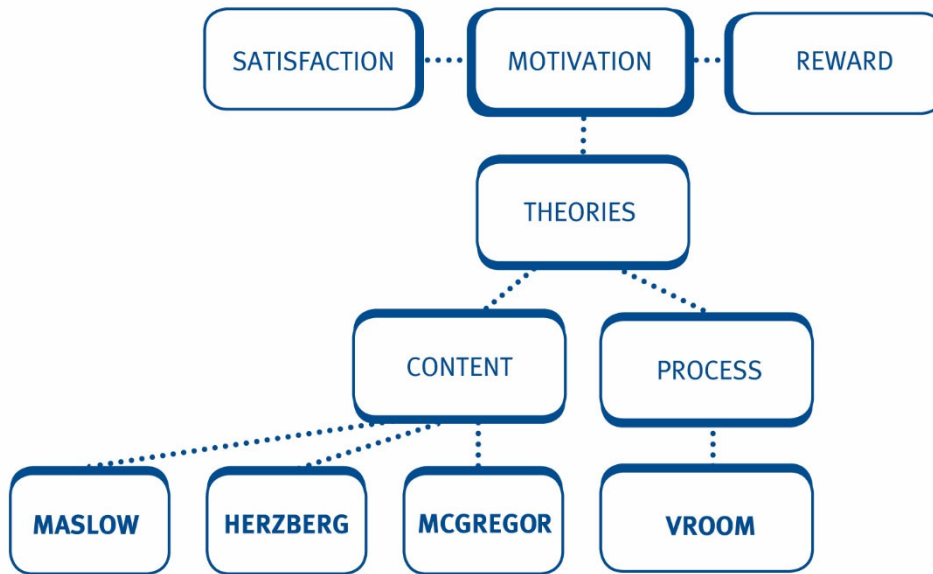 SATISFACTION
MOTIVATION
REWARD
THEORIES
CONTENT
PROCESS
MASLOW
HERZBERG
MCGREGOR
VROOM